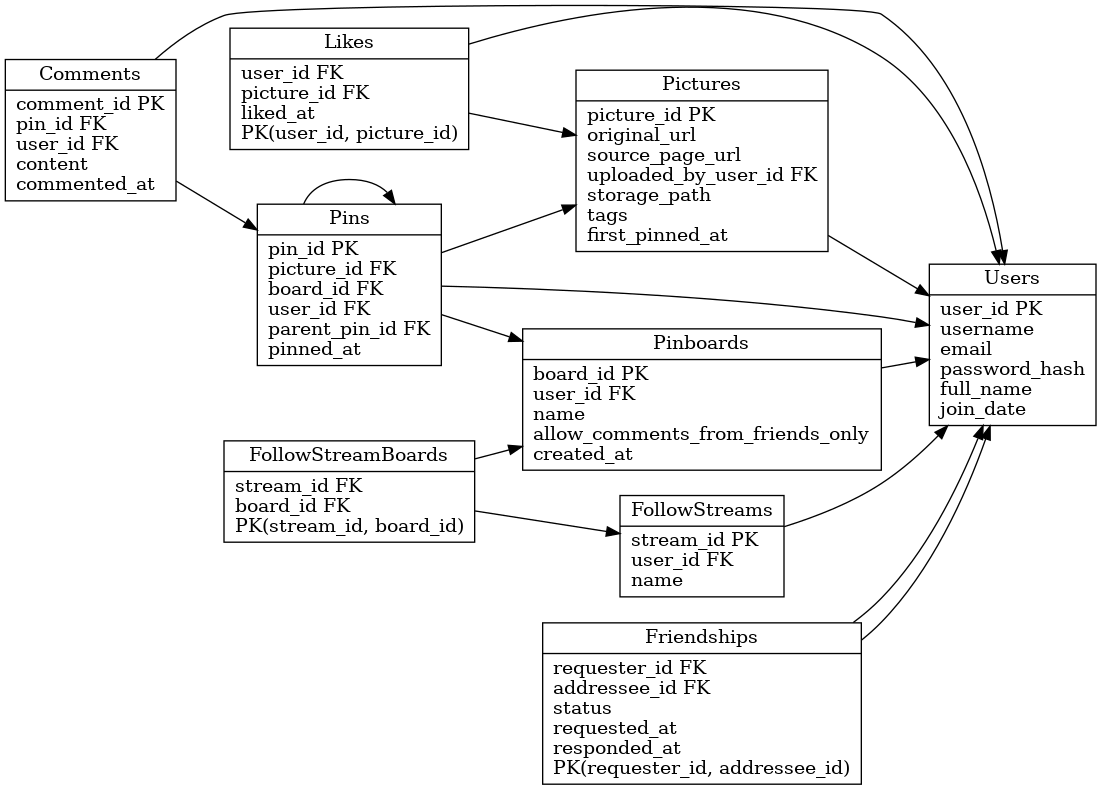 Comments
comment_id PK
pin_id FK
user_id FK
content
commented_at
Likes
user_id FK
picture_id FK
liked_at
PK(user_id, picture_id)
Pictures
picture_id PK
original_url
source_page_url
uploaded_by_user_id FK
storage_path
tags
first_pinned_at
Pins
pin_id PK
picture_id FK
board_id FK
user_id FK
parent_pin_id FK
pinned_at
Users
user_id PK
username
email
password_hash
full_name
join_date
Pinboards
board_id PK
user_id FK
name
allow_comments_from_friends_only
created_at
FollowStreamBoards
stream_id FK
board_id FK
PK(stream_id, board_id)
FollowStreams
stream_id PK
user_id FK
name
Friendships
requester_id FK
addressee_id FK
status
requested_at
responded_at
PK(requester_id, addressee_id)